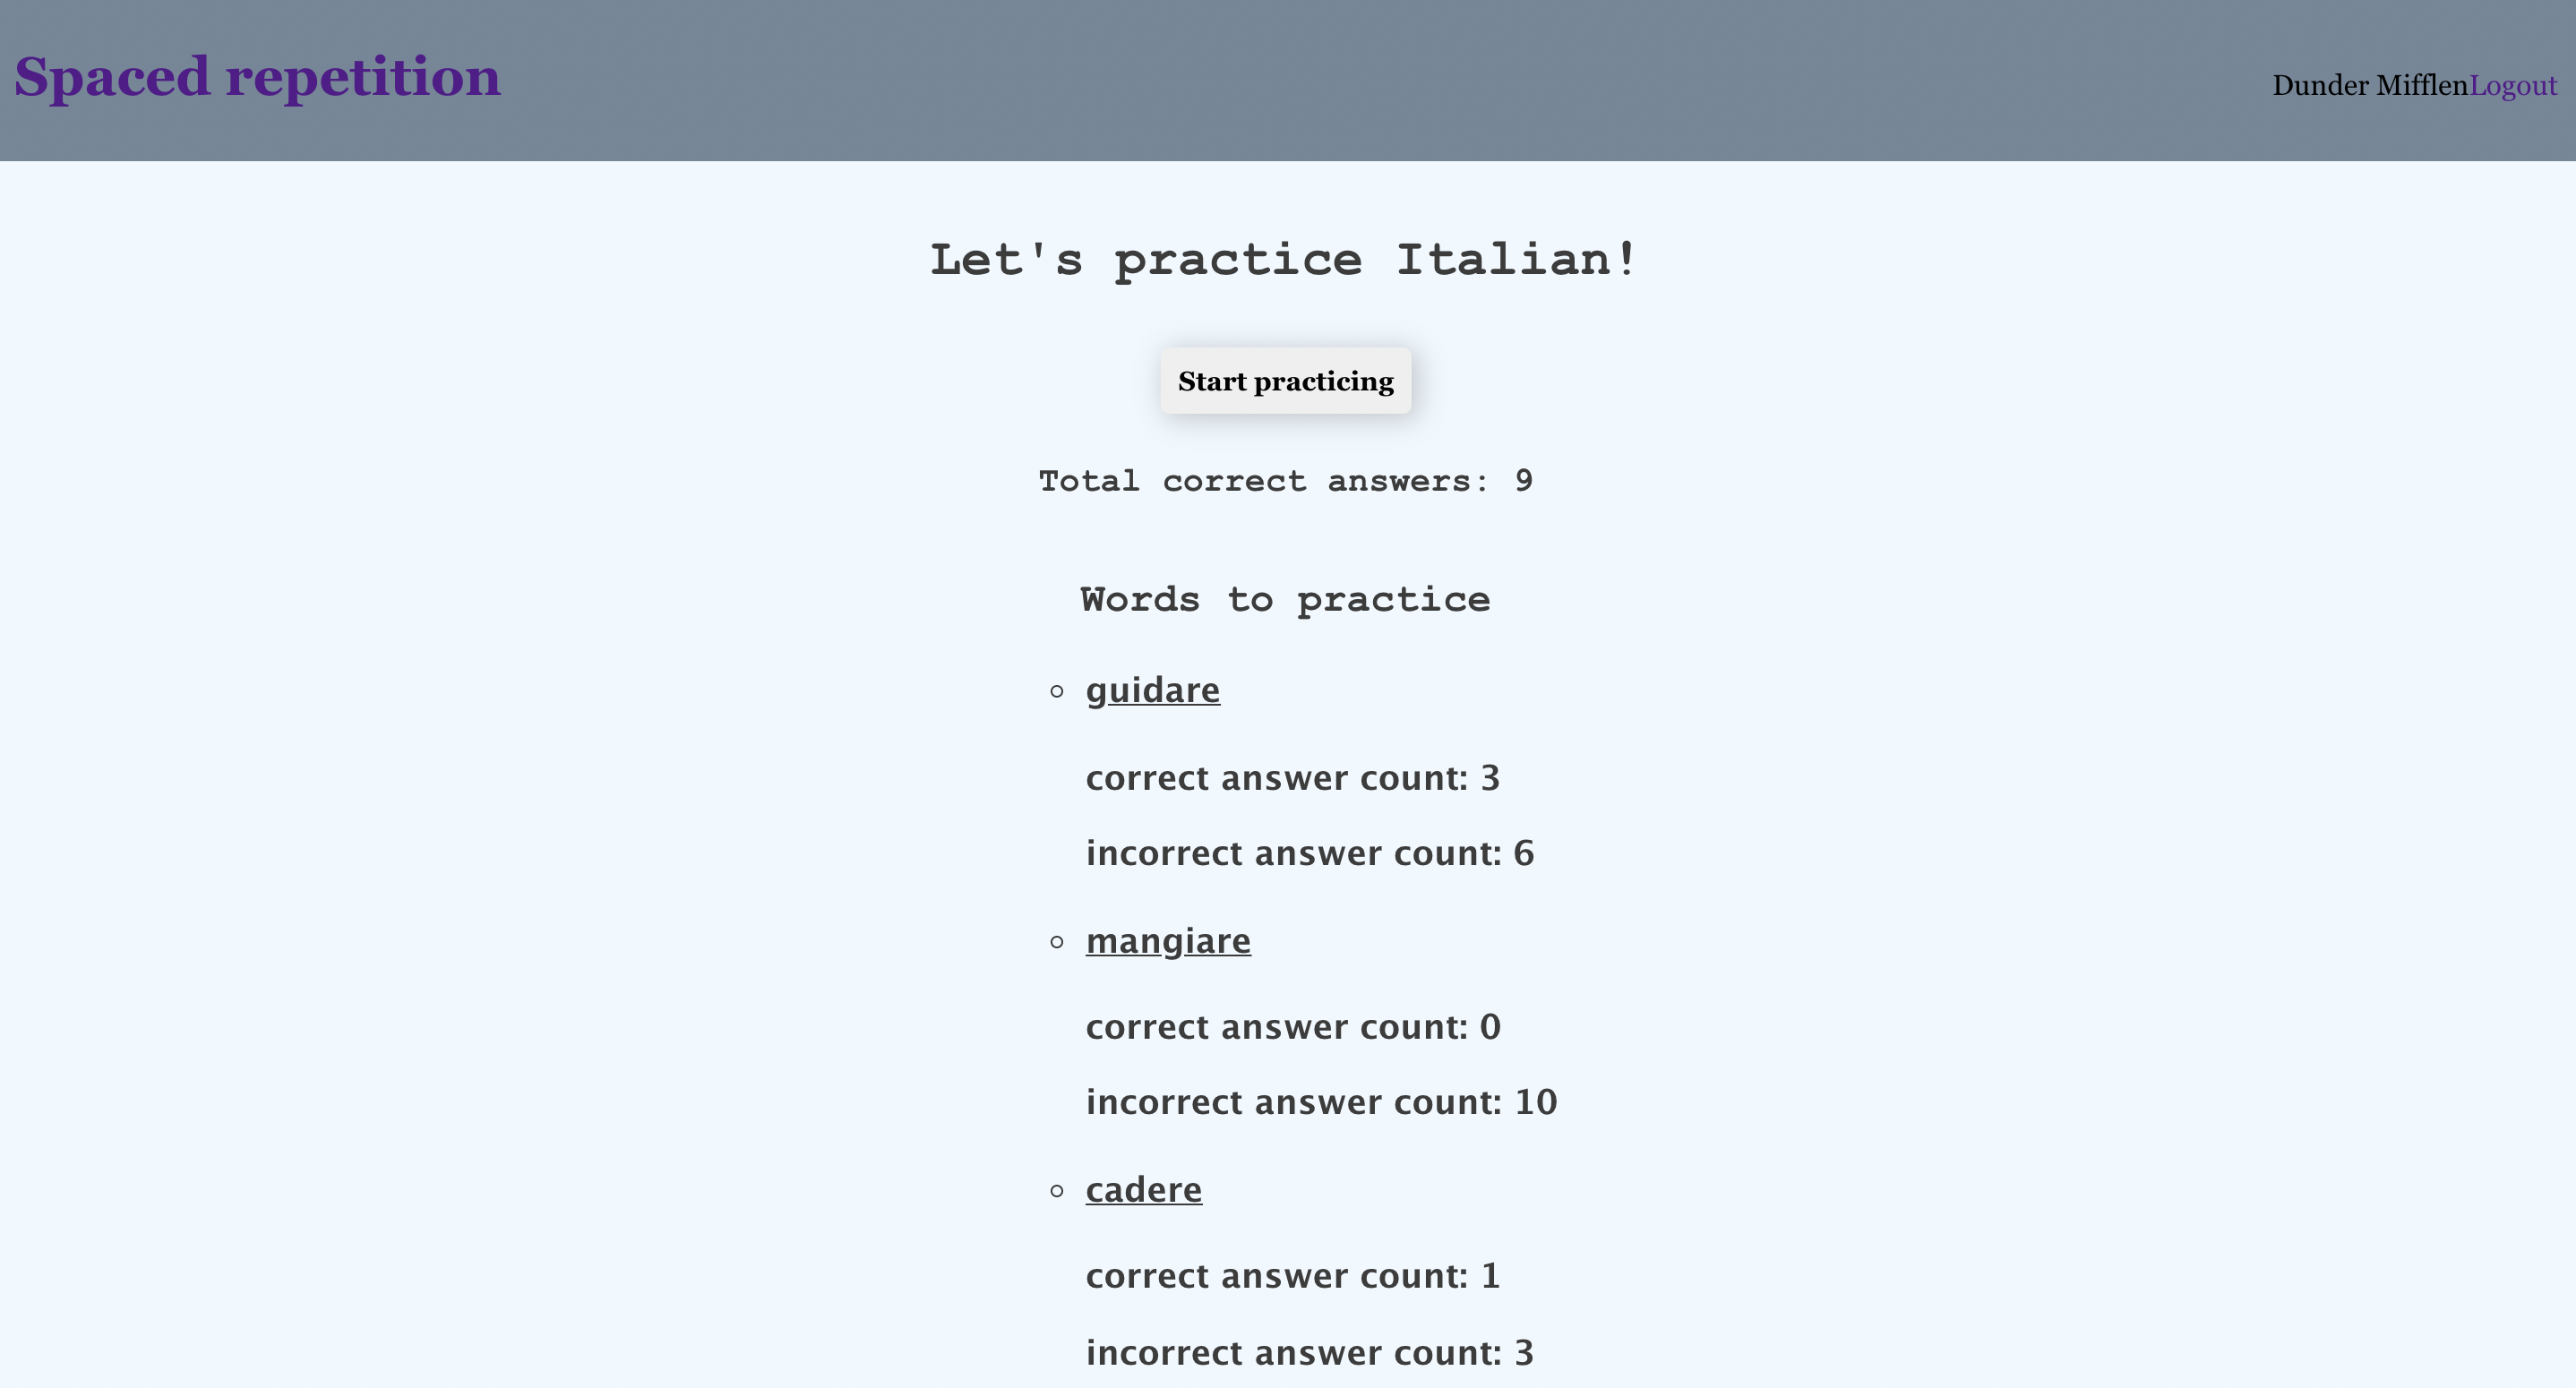 Spaced repetition
Dunder MifflenLogout
Let's practice Italian!
Start practicing
Total correct answers: 9
Words to practice
guidare
correct answer count: 3
incorrect answer count: 6
mangiare
correct answer count: 0
incorrect answer count: 10
cadere
correct answer count: 1
incorrect answer count: 3